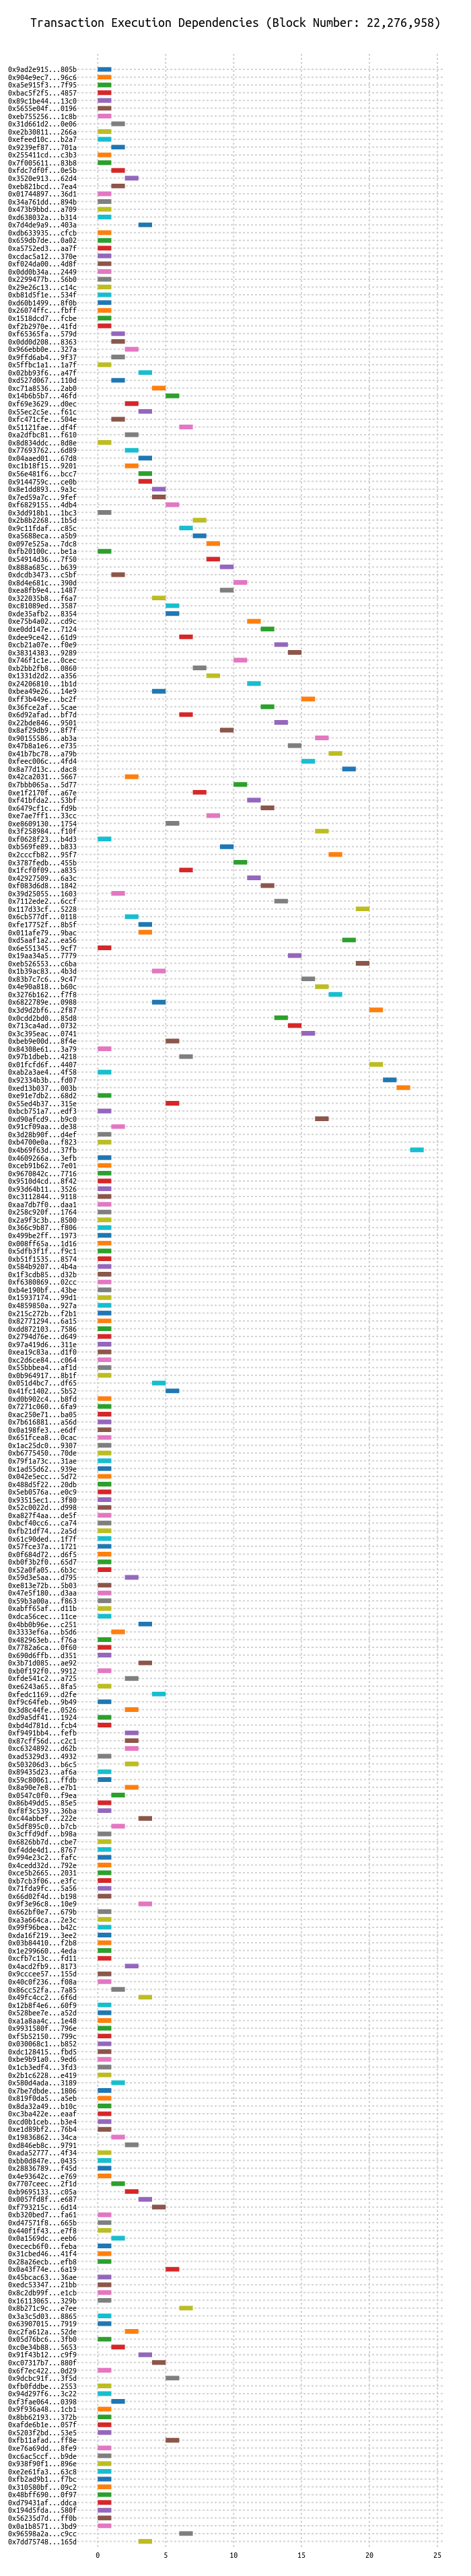 Transaction Execution Dependencies (Block Number: 22,276,958)
0x9ad2e915...805b
0x904e9ec7...96c6
0xa5e915f3...7f95
0xbac5f2f5...4857
0x89c1be44...13c0
0x5655e04f...0196
0xeb755256...1c8b
0x31d661d2...0e06
0xe2b30811...266a
0xefeed10c...b2a7
0x9239ef87...701a
0x255411cd...c3b3
0x7f005611...83b8
0xfdc7df0f...0e5b
0x3520e913...62d4
0xeb821bcd...7ea4
0x01744897...36d1
0x34a761dd...894b
0x473b9bbd...a709
0xd638032a...b314
0x7d4de9a9...403a
0xdb633935...cfcb
0x659db7de...0a02
0xa5752ed3...aa7f
0xcdac5a12...370e
0xf024da00...4d8f
0x0dd0b34a...2449
0x2299477b...56b0
0x29e26c13...c14c
0xb81d5f1e...534f
0xd60b1499...8f0b
0x26074ffc...fbff
0x1518dcd7...fcbe
0xf2b2970e...41fd
0xf65365fa...579d
0x0dd0d208...8363
0x966ebb0e...327a
0x9ffd6ab4...9f37
0x5ffbc1a1...1a7f
0x02bb93f6...a47f
0xd527d067...110d
0xc71a8536...2ab0
0x14b6b5b7...46fd
0xf69e3629...d0ec
0x55ec2c5e...f61c
0xfc471cfe...504e
0x51121fae...df4f
0xa2dfbc81...f610
0x8d834ddc...8d8e
0x77693762...6d89
0x04aaed01...67d8
0xc1b18f15...9201
0x56e481f6...bcc7
0x9144759c...ce0b
0x8e1dd893...9a3c
0x7ed59a7c...9fef
0xf6829155...4db4
0x3dd918b1...1bc3
0x2b8b2268...1b5d
0x9c11fdaf...c85c
0xa5688eca...a5b9
0x097e525a...7dc8
0xfb20100c...be1a
0x54914d36...7f50
0x888a685c...b639
0xdcdb3473...c5bf
0x8d4e681c...390d
0xea8fb9e4...1487
0x322035b8...f6a7
0xc81089ed...3587
0xde35afb2...8354
0xe75b4a02...cd9c
0xe0dd147e...7124
0xdee9ce42...61d9
0xcb21a07e...f0e9
0x38314383...9289
0x746f1c1e...0cec
0xb2bb2fb8...0860
0x1331d2d2...a356
0x24206810...1b1d
0xbea49e26...14e9
0xff3b449e...bc2f
0x36fce2af...5cae
0x6d92afad...bf7d
0x22bde846...9501
0x8af29db9...8f7f
0x90155586...ab3a
0x47b8a1e6...e735
0x41b7bc78...a79b
0xfeec006c...4fd4
0x8a77d13c...dac8
0x42ca2031...5667
0x7bbb065a...5d77
0xe1f2170f...a67e
0xf41bfda2...53bf
0x6479cf1c...fd9b
0xe7ae7ff1...33cc
0xe8609130...1754
0x3f258984...f10f
0xf0628f23...b4d3
0xb569fe89...b833
0x2cccfb82...95f7
0x3787fedb...455b
0x1fcf0f09...a835
0x42927509...6a3c
0xf083d6d8...1842
0x39d25055...1603
0x7112ede2...6ccf
0x117d33cf...5228
0x6cb577df...0118
0xfe17752f...8b5f
0x011afe79...9bac
0xd5aaf1a2...ea56
0x6e551345...9cf7
0x19aa34a5...7779
0xeb526553...c6ba
0x1b39ac83...4b3d
0x83b7c7c6...9c47
0x4e90a818...b60c
0x3276b162...f7f8
0x6822789e...0988
0x3d9d2bf6...2f87
0x0cdd2bd0...85d8
0x713ca4ad...0732
0x3c395eac...0741
0xbeb9e00d...8f4e
0x84308e61...3a79
0x97b1dbeb...4218
0x01fcfd6f...4407
0xab2a3ae4...4f58
0x92334b3b...fd07
0xed13b037...003b
0xe91e7db2...68d2
0x55ed4b37...315e
0xbcb751a7...edf3
0xd90afcd9...b9c0
0x91cf09aa...de38
0x3d28b90f...d4ef
0xb4700e0a...f823
0x4b69f63d...37fb
0x4609266a...3efb
0xceb91b62...7e01
0x9670842c...7716
0x9510d4cd...8f42
0x93d64b11...3526
0xc3112844...9118
0xaa7db7f0...daa1
0x258c920f...1764
0x2a9f3c3b...8500
0x366c9b87...f806
0x499be2ff...1973
0x008ff65a...1d16
0x5dfb3f1f...f9c1
0xb51f1535...8574
0x584b9207...4b4a
0x1f3cdb85...d32b
0xf6380869...02cc
0xb4e190bf...43be
0x15937174...99d1
0x4859850a...927a
0x215c272b...f2b1
0x82771294...6a15
0xdd872103...7586
0x2794d76e...d649
0x97a419d6...311e
0xea19c83a...d1f0
0xc2d6ce84...c064
0x55bbbea4...af1d
0x0b964917...8b1f
0x051d4bc7...df65
0x41fc1402...5b52
0xd0b902c4...b8fd
0x7271c060...6fa9
0xac250e71...ba05
0x7b616881...a56d
0x0a198fe3...e6df
0x651fcea8...0cac
0x1ac25dc0...9307
0xb6775450...70de
0x79f1a73c...31ae
0x1ad55d62...939e
0x042e5ecc...5d72
0x488d5f22...20db
0x5eb0576a...e0c9
0x93515ec1...3f80
0x52c0022d...d998
0xa827f4aa...de5f
0xbcf40cc6...ca74
0xfb21df74...2a5d
0x61c90ded...1f7f
0x57fce37a...1721
0x0f684d72...d6f5
0xb0f3b2f0...65d7
0x52a0fa05...6b3c
0x59d3e5aa...d795
0xe813e72b...5b03
0x47e5f180...d3aa
0x59b3a00a...f863
0xabff65af...d11b
0xdca56cec...11ce
0x4bb0b96e...c251
0x3333ef6a...b5d6
0x482963eb...f76a
0x7782a6ca...0f60
0x690d6ffb...d351
0x3b71d085...ae92
0xb0f192f0...9912
0xfde541c2...a725
0xe6243a65...8fa5
0xfedc1169...d2fe
0xf9c64feb...9b49
0x3d8c44fe...0526
0xd9a5df41...1924
0xbd4d781d...fcb4
0xf9491bb4...fefb
0x87cff56d...c2c1
0xc6324892...d62b
0xad5329d3...4932
0x503206d3...b6c5
0x89435d23...af6a
0x59c80061...ffdb
0x8a90e7e8...e7b1
0x0547c0f0...f9ea
0x86b49dd5...85e5
0xf8f3c539...36ba
0xc44abbef...222e
0x5df895c0...b7cb
0x3cffd9df...b98a
0x6826bb7d...cbe7
0xf4dde4d1...8767
0x994e23c2...fafc
0x4cedd32d...792e
0xce5b2665...2031
0xb7cb3f06...e3fc
0x71fda9fc...5a56
0x66d02f4d...b198
0x9f3e96c8...10e9
0x662bf0e7...679b
0xa3a664ca...2e3c
0x99f96bea...b42c
0xda16f219...3ee2
0x03b84410...f2b8
0x1e299660...4eda
0xcfb7c13c...fd11
0x4acd2fb9...8173
0x9cccee57...155d
0x40c0f236...f08a
0x86cc52fa...7a85
0x49fc4cc2...6f6d
0x12b8f4e6...60f9
0x528bee7e...a52d
0xa1a8aa4c...1e48
0x9931580f...796e
0xf5b52150...799c
0x030068c1...b852
0xdc128415...fbd5
0xbe9b91a0...9ed6
0x1cb3edf4...3fd3
0x2b1c6228...e419
0x580d4ada...3189
0x7be7dbde...1806
0x819f0da5...a5eb
0x8da32a49...b10c
0xc3ba422e...eaaf
0xcd0b1ceb...b3e4
0xe1d89bf2...76b4
0x19836862...34ca
0xd846eb8c...9791
0xada52777...4f34
0xbb0d847e...0435
0x28836789...f45d
0x4e93642c...e769
0x7707ceec...2f1d
0xb9695133...c05a
0x0057fd8f...e687
0xf793215c...6d14
0xb320bed7...fa61
0xd47571f8...665b
0x440f1f43...e7f8
0x0a1569dc...eeb6
0xececb6f0...feba
0x31cbed46...41f4
0x28a26ecb...efb8
0x0a43f74e...6a19
0x45bcac63...36ae
0xedc53347...21bb
0x8c2db99f...e1cb
0x16113065...329b
0x8b271c9c...e7ee
0x3a3c5d03...8865
0x63907015...7919
0xc2fa612a...52de
0x05d76bc6...3fb0
0xc0e34b88...5653
0x91f43b12...c9f9
0xc07317b7...880f
0x6f7ec422...0d29
0x9dcbc91f...3f5d
0xfb0fddbe...2553
0x94d297f6...3c22
0xf3fae064...0398
0x9f936a48...1cb1
0x8bb62193...372b
0xafde6b1e...057f
0x5203f2bd...53e5
0xfb11afad...ff8e
0xe76a69dd...8fe9
0xc6ac5ccf...b9de
0x938f90f1...896e
0xe2e61fa3...63c8
0xfb2ad9b1...f7bc
0x310580bf...09c2
0x48bff690...0f97
0xd79431af...ddca
0x194d5fda...580f
0x56235d7d...ff0b
0x0a1b8571...3bd9
0x96598a2a...c9cc
0x7dd75748...165d
0 5 10 15 20 25